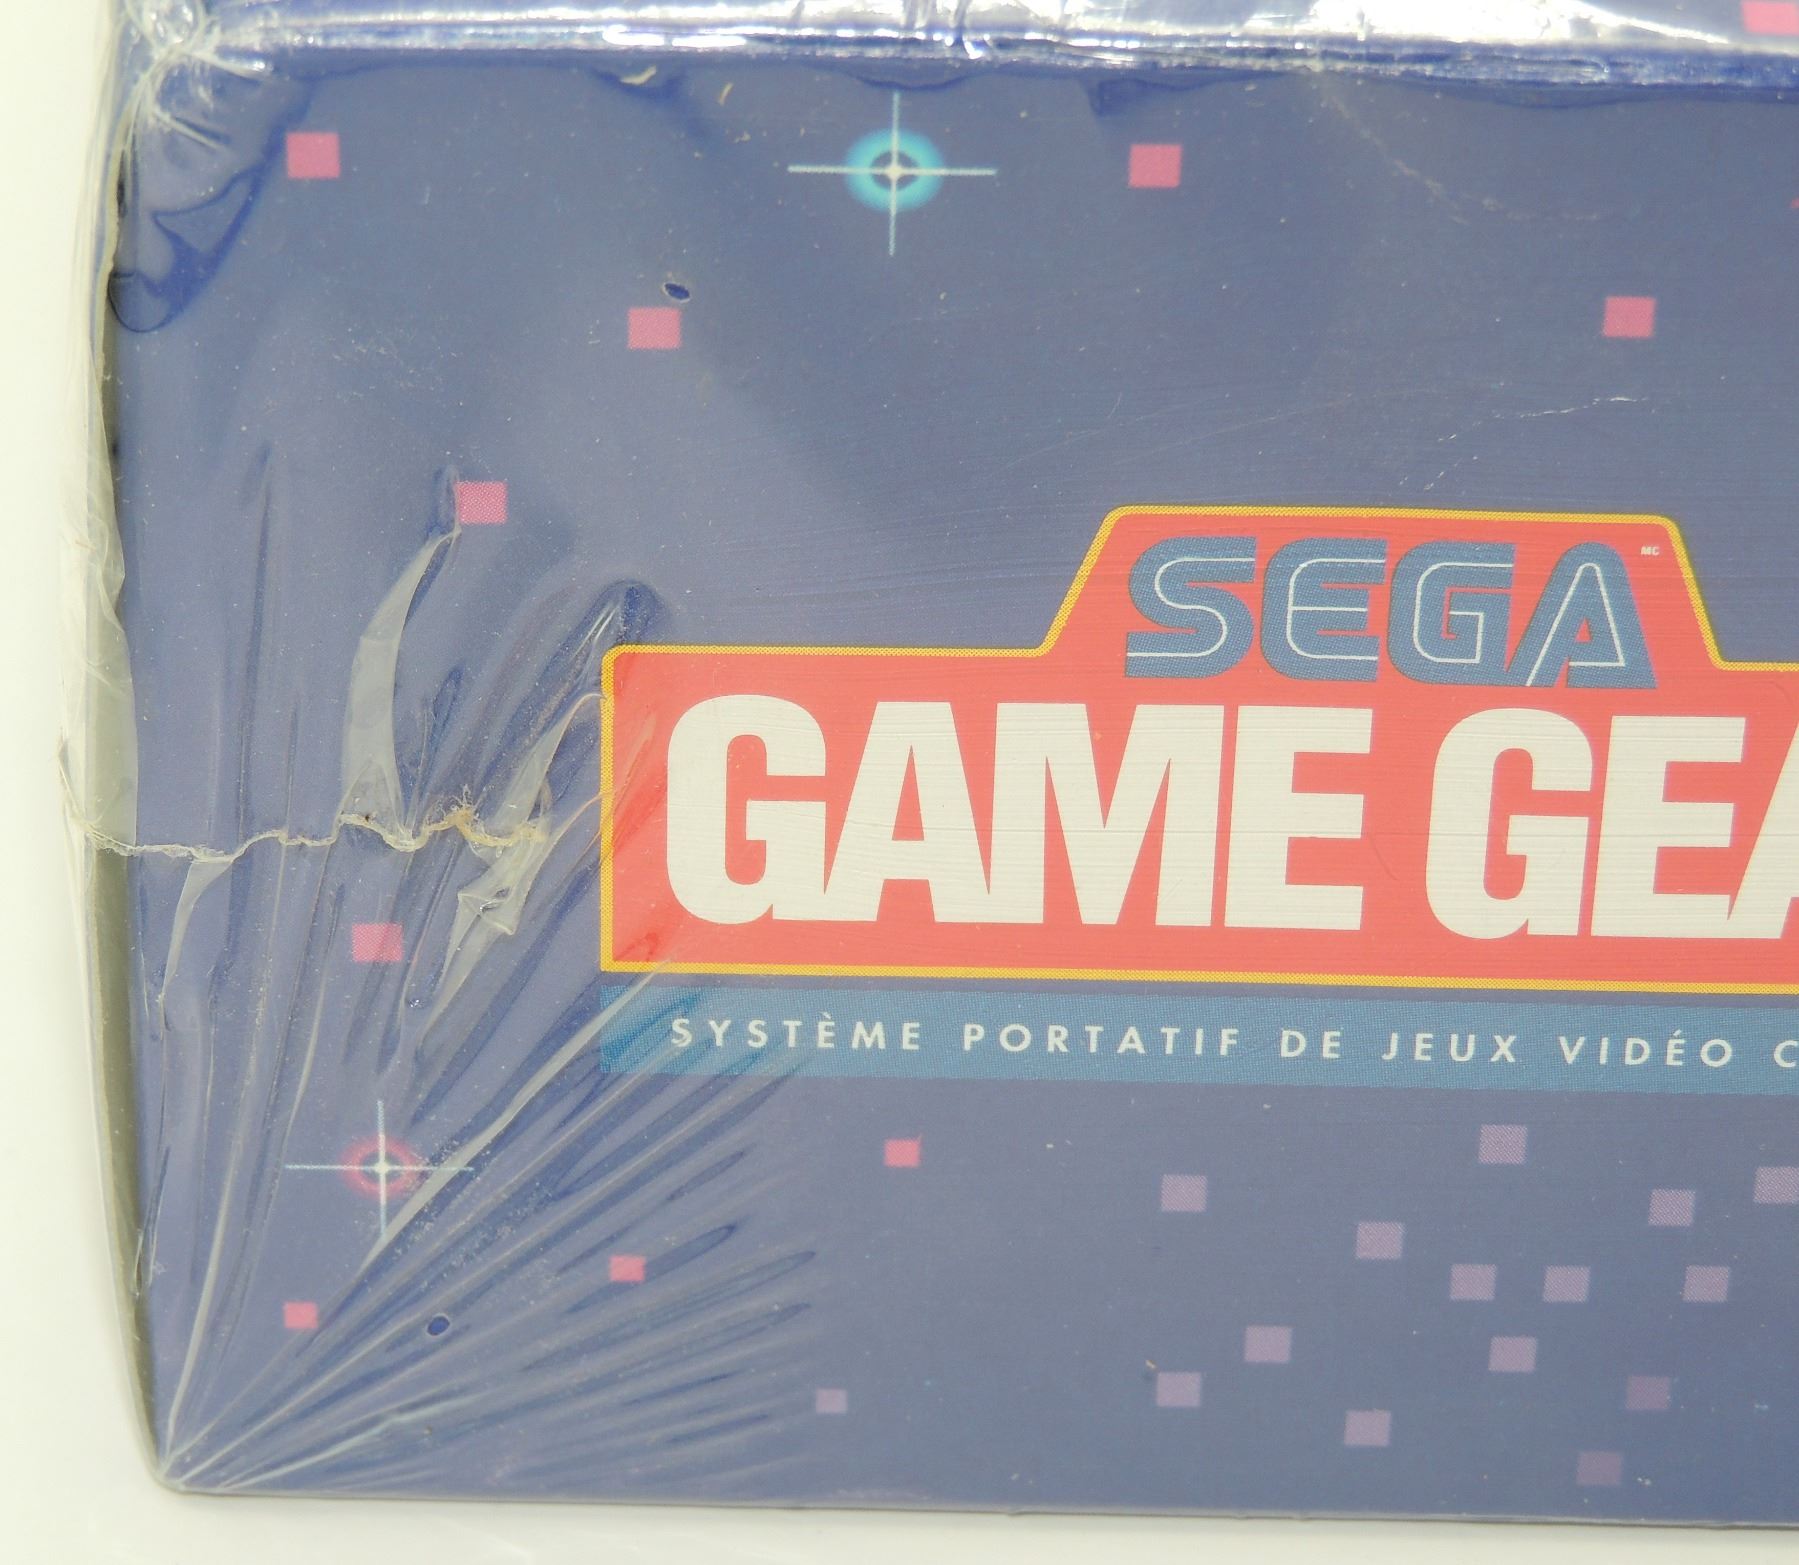 SEGA MC
GAME GEA
SYSTÈME PORTATIF DE JEUX VIDÉO C